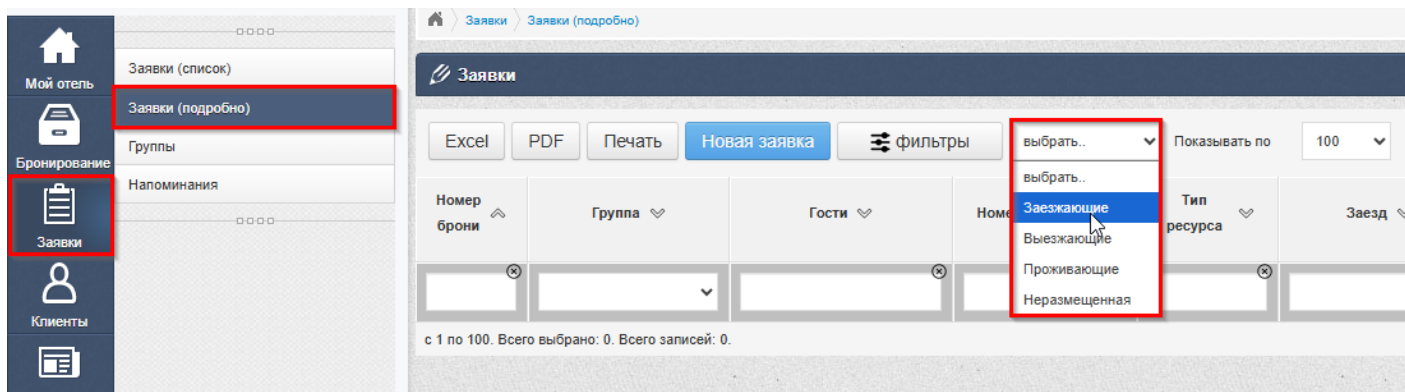 Мой отель
Бронирование
Заявки
Клиенты
Заявки (список)
Заявки (подробно)
Группы
Напоминания
Заявки Заявки (подробно)
Заявки
Excel PDF Печать Новая заявка фильтры выбрать.. Показывать по 100
выбрать..
Заезжающие
Выезжающие
Проживающие
Неразмещенная
Номер брони
Группа
Гости
Тип ресурса
Заезд
с 1 по 100. Всего выбрано: 0. Всего записей: 0.